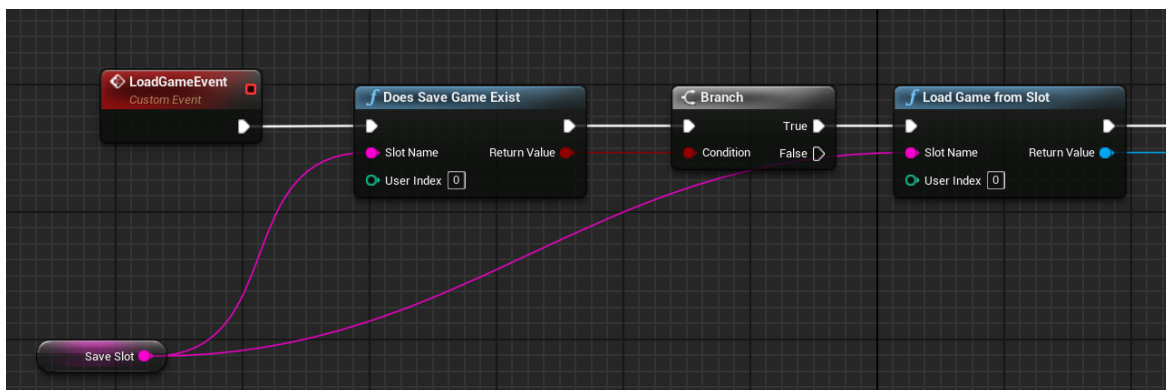 LoadGameEvent
Custom Event
Does Save Game Exist
Slot Name Return Value
User Index 0
Branch
True
Condition False
Load Game from Slot
Slot Name Return Value
User Index 0
Save Slot